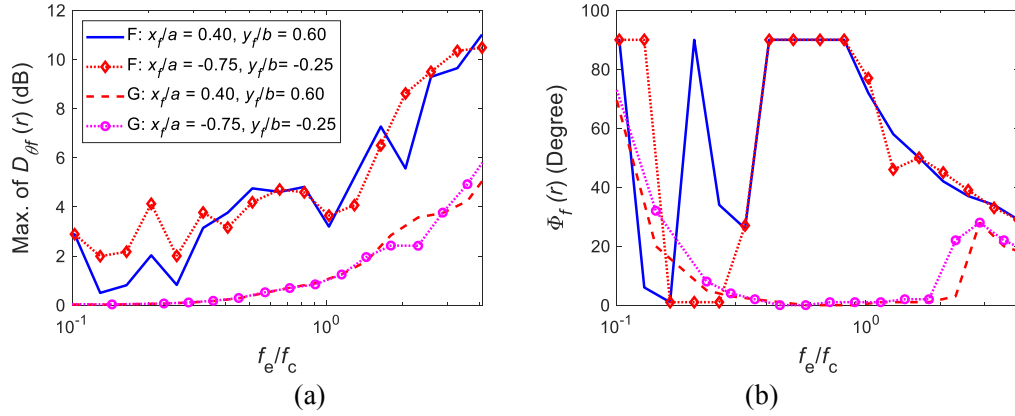 Max. of D_θf (r) (dB)
12
10
8
6
4
2
0
F: x_f/a = 0.40, y_f/b = 0.60
F: x_f/a = -0.75, y_f/b= -0.25
G: x_f/a = 0.40, y_f/b = 0.60
G: x_f/a = -0.75, y_f/b= -0.25
10^-1 10^0
f_e/f_c
(a)
Φ_f (r) (Degree)
100
80
60
40
20
0
10^-1 10^0
f_e/f_c
(b)